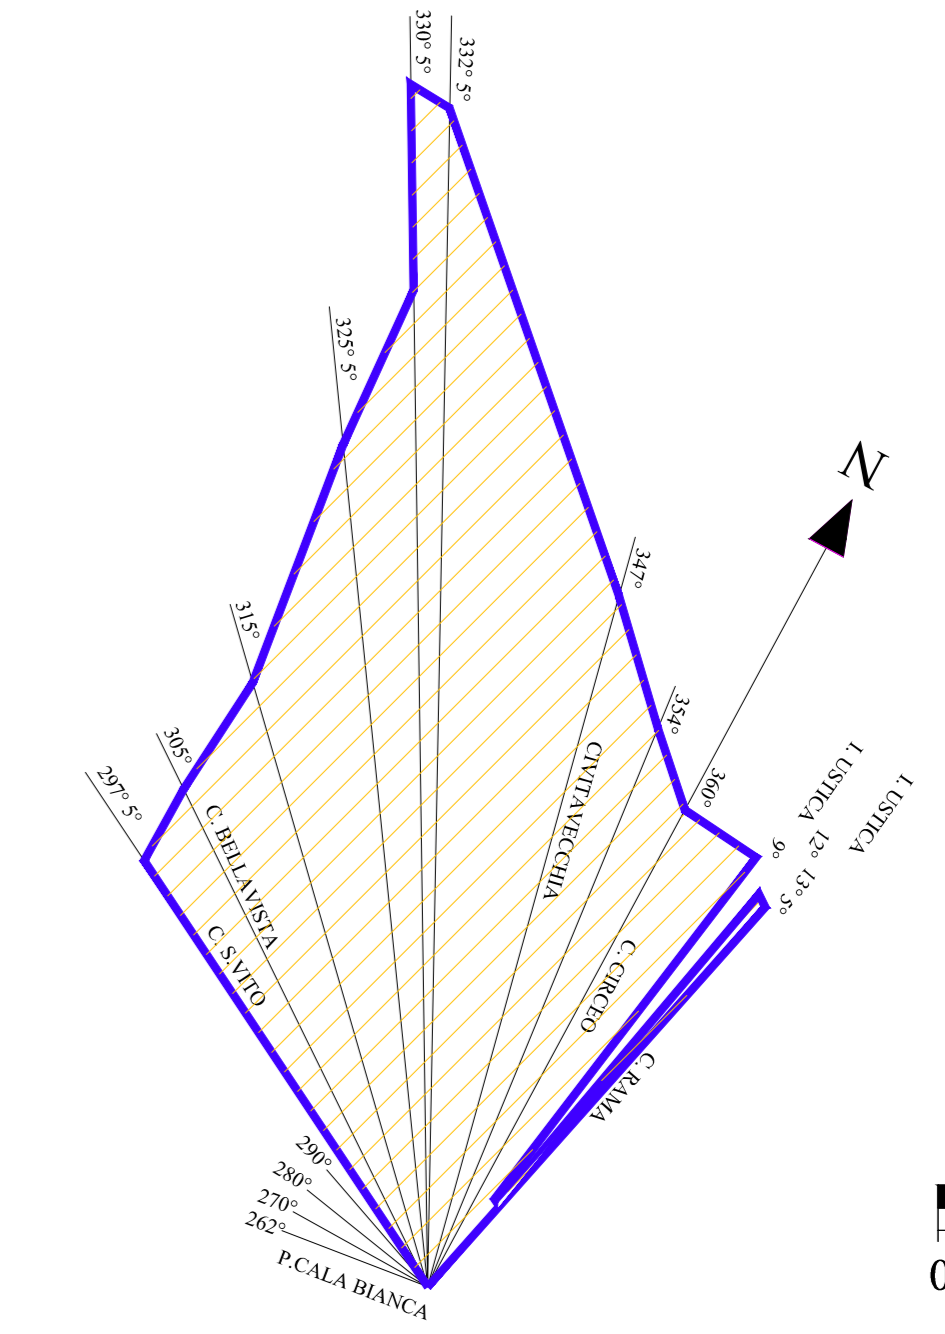 330° 5°
332° 5°
325° 5°
N
347°
315°
354°
305°
360°
297° 5°
CIVITAVECCHIA
I. USTICA
I. USTICA
9°
12°
13° 5°
C. BELLAVISTA
C. S.VITO
C. CIRCEO
C. RAMA
290°
280°
270°
262°
P.CALA BIANCA
0